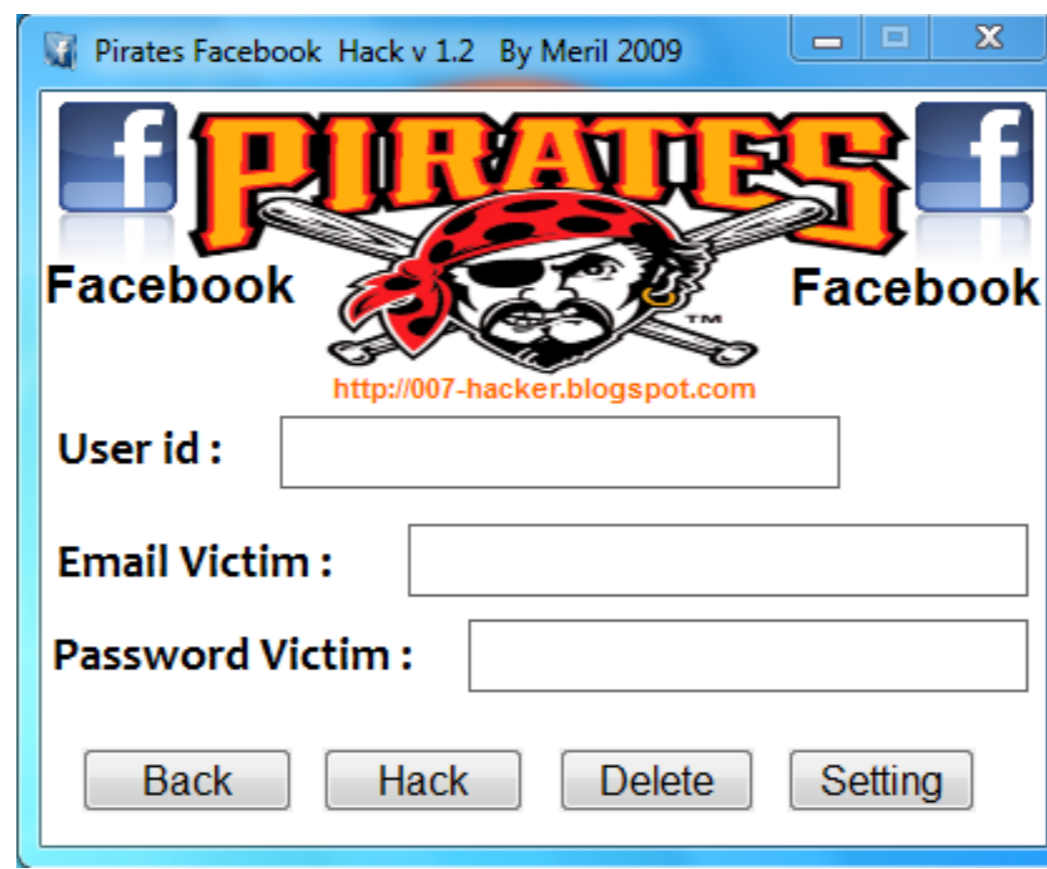 Pirates Facebook Hack v 1.2 By Meril 2009
f PIRATES f
Facebook Facebook
TM
http://007-hacker.blogspot.com
User id :
Email Victim :
Password Victim :
Back Hack Delete Setting